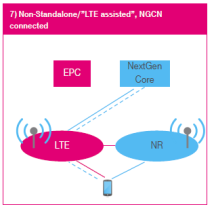 7) Non-Standalone/"LTE assisted", NGCN
connected
EPC
NextGen
Core
LTE
NR